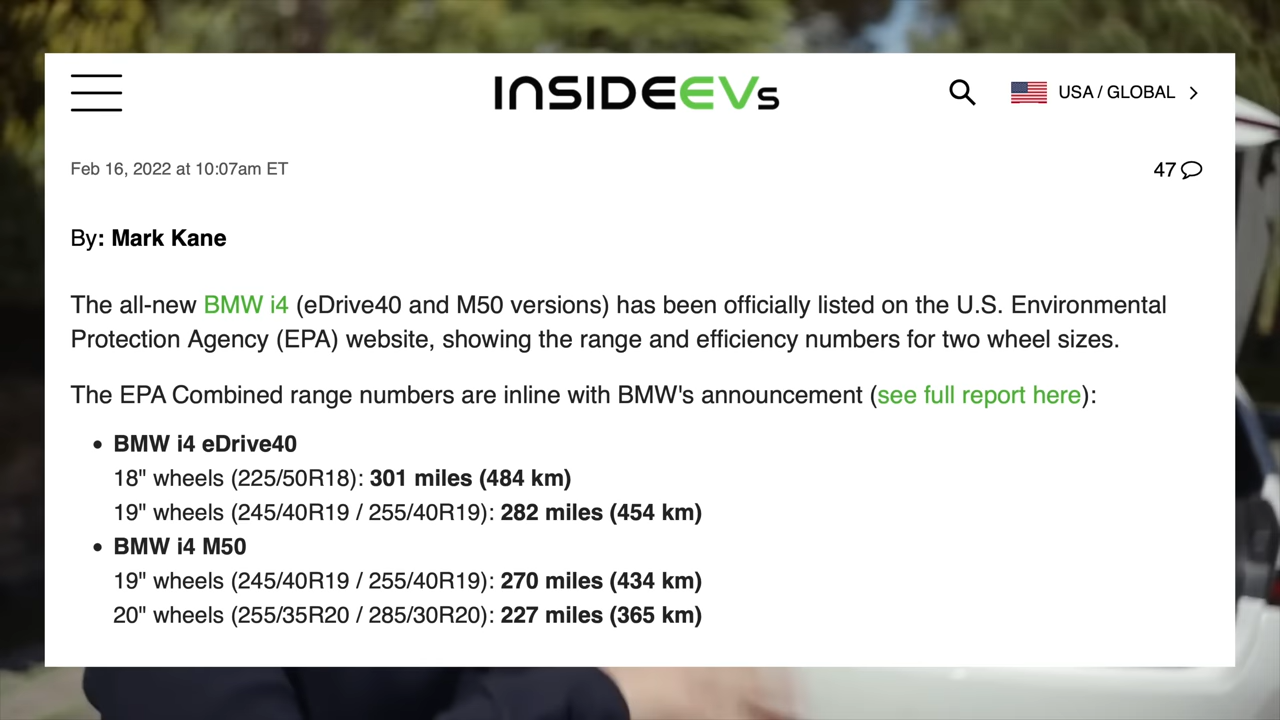 INSIDEEVs
USA / GLOBAL
Feb 16, 2022 at 10:07am ET
47
By: Mark Kane
The all-new BMW i4 (eDrive40 and M50 versions) has been officially listed on the U.S. Environmental
Protection Agency (EPA) website, showing the range and efficiency numbers for two wheel sizes.
The EPA Combined range numbers are inline with BMW's announcement (see full report here):
• BMW i4 eDrive40
18" wheels (225/50R18): 301 miles (484 km)
19" wheels (245/40R19 / 255/40R19): 282 miles (454 km)
• BMW i4 M50
19" wheels (245/40R19 / 255/40R19): 270 miles (434 km)
20" wheels (255/35R20 / 285/30R20): 227 miles (365 km)